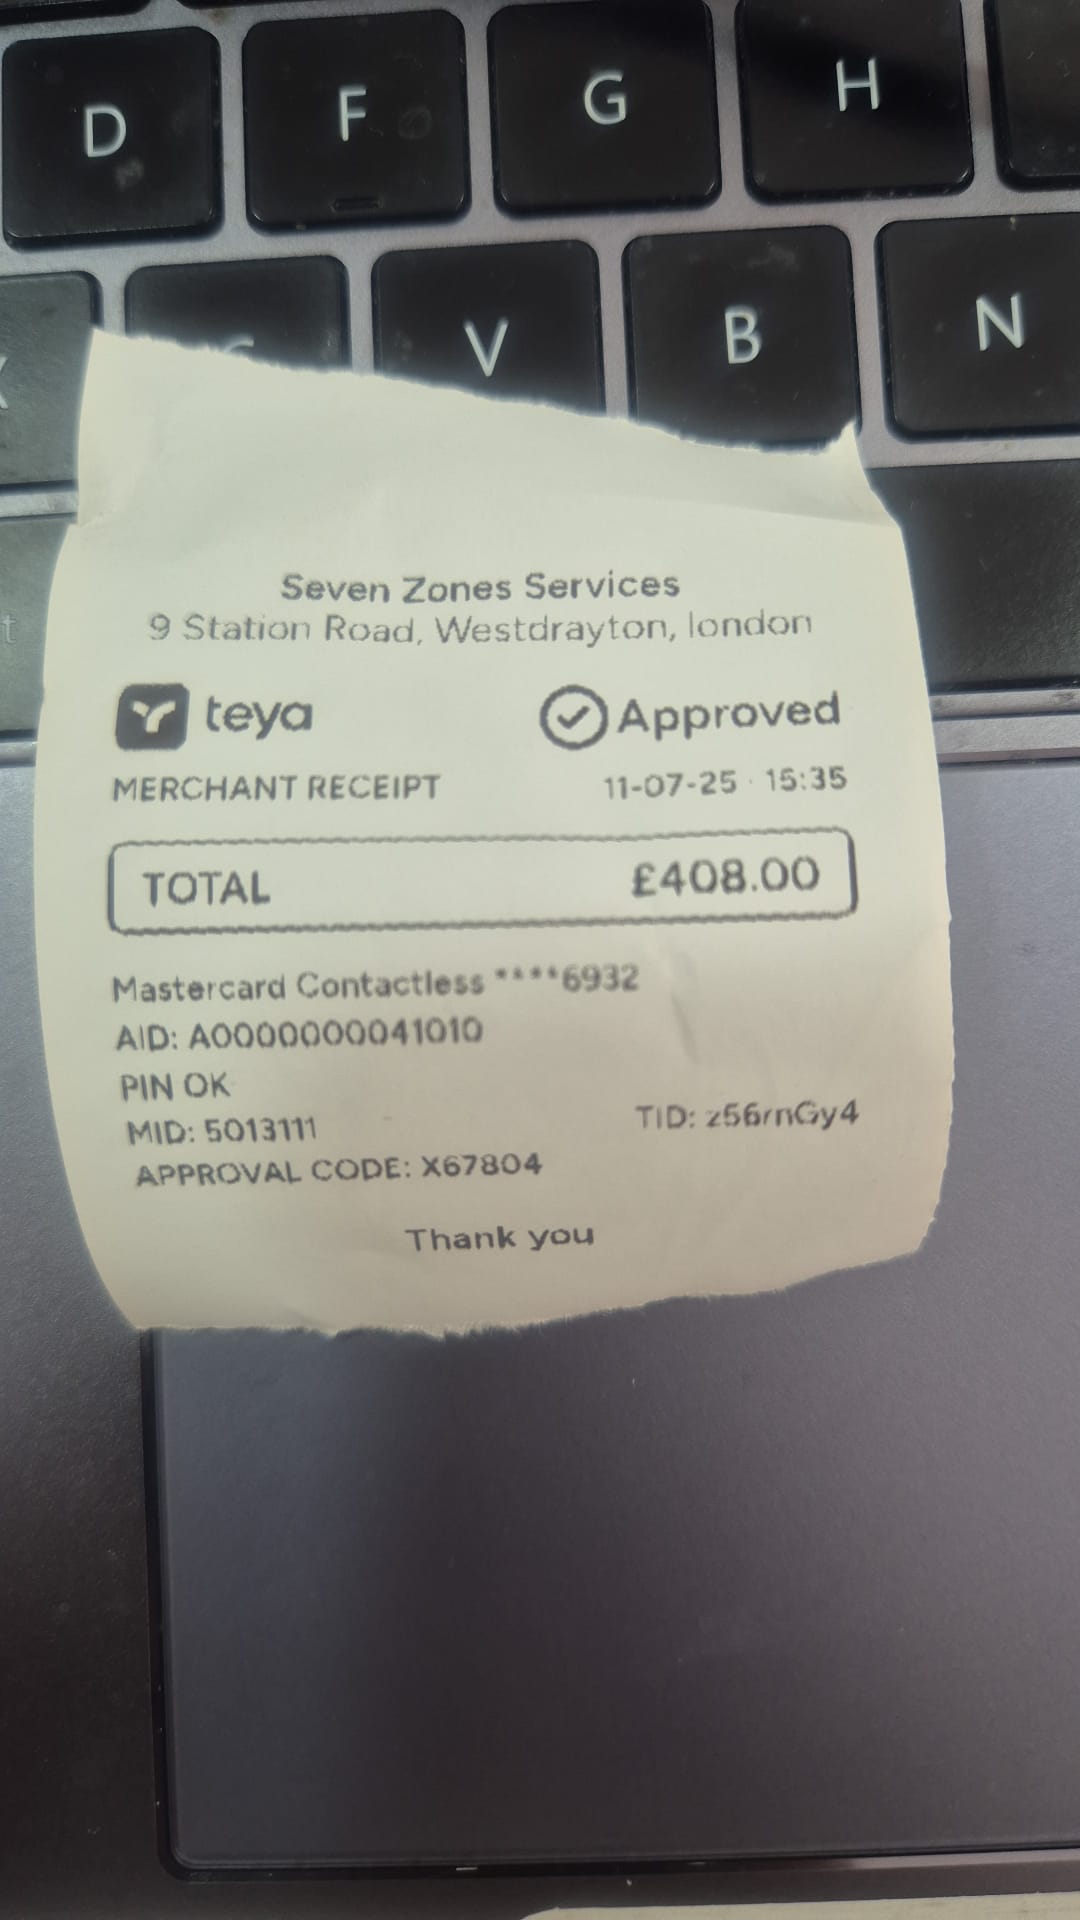 D F G H
V B N
Seven Zones Services
9 Station Road, Westdrayton, london
teya Approved
MERCHANT RECEIPT 11-07-25 · 15:35
TOTAL £408.00
Mastercard Contactless ****6932
AID: A0000000041010
PIN OK
MID: 5013111 TID: z56rnGy4
APPROVAL CODE: X67804
Thank you